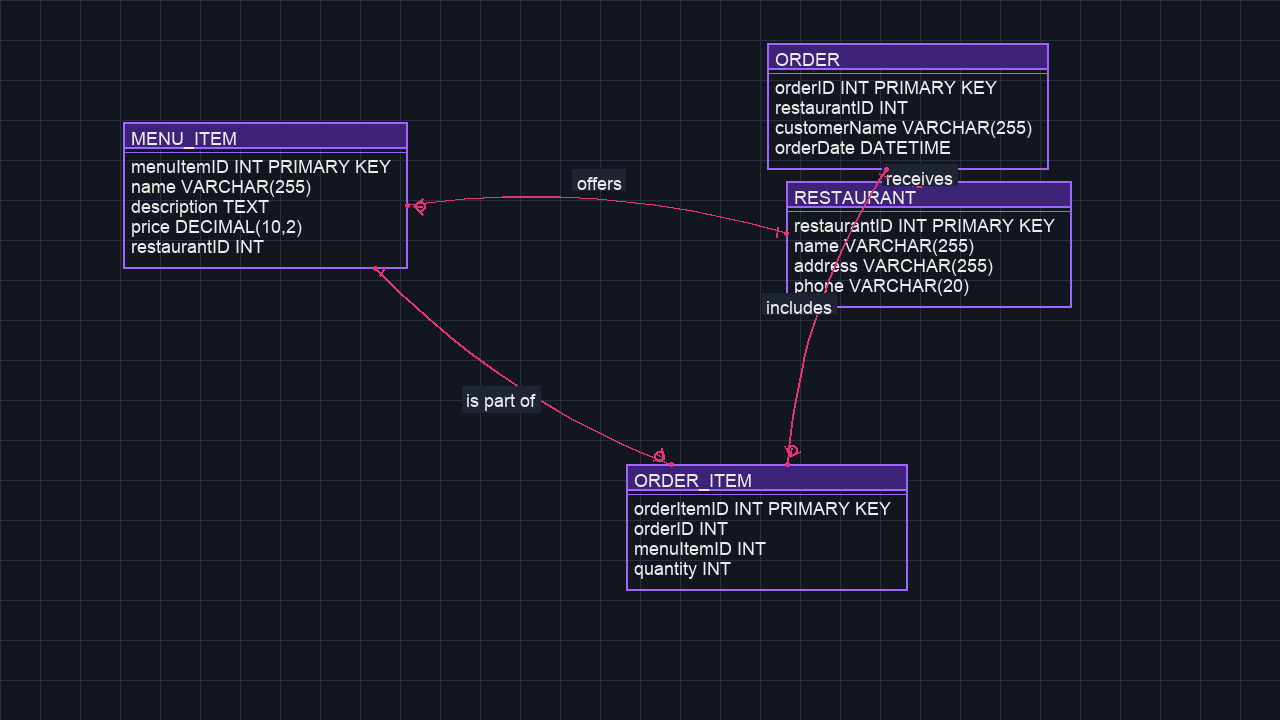 ORDER
orderID INT PRIMARY KEY
restaurantID INT
customerName VARCHAR(255)
orderDate DATETIME
MENU_ITEM
menuItemID INT PRIMARY KEY
name VARCHAR(255)
description TEXT
price DECIMAL(10,2)
restaurantID INT
offers
receives
RESTAURANT
restaurantID INT PRIMARY KEY
name VARCHAR(255)
address VARCHAR(255)
phone VARCHAR(20)
includes
is part of
ORDER_ITEM
orderItemID INT PRIMARY KEY
orderID INT
menuItemID INT
quantity INT